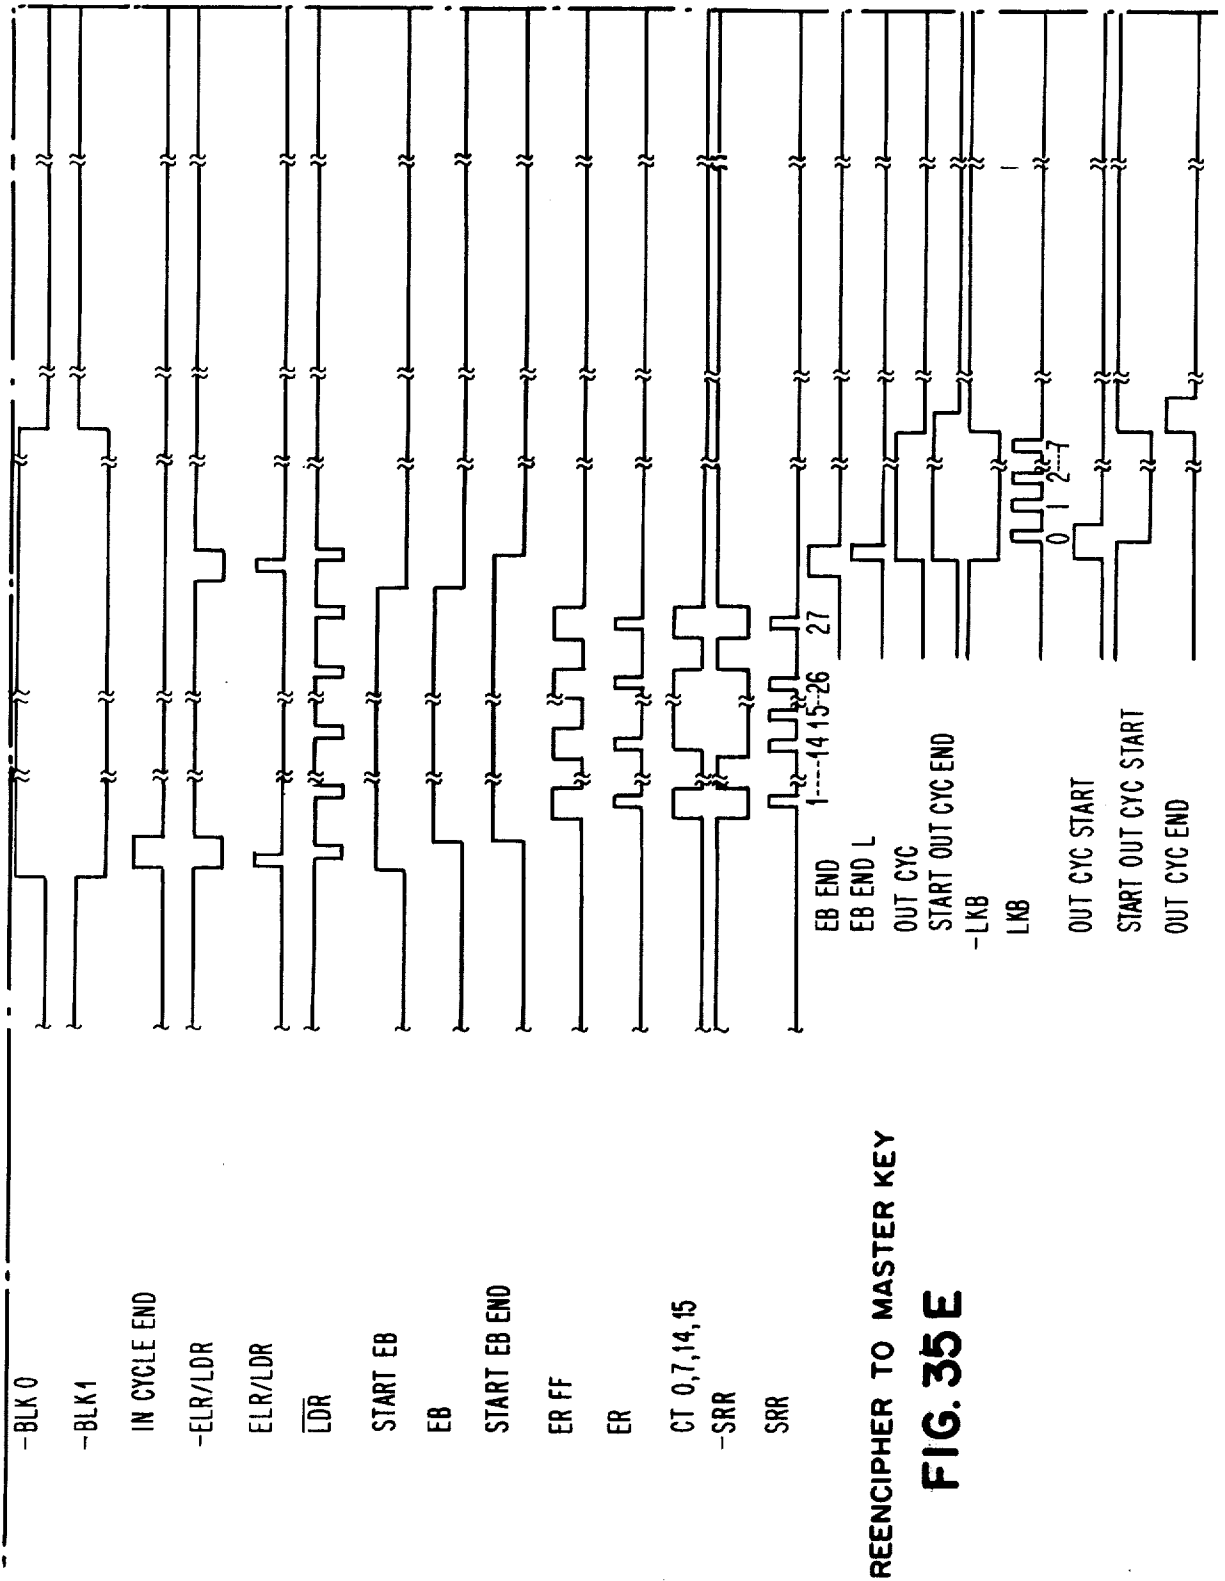 -BLK 0
-BLK1
IN CYCLE END
-ELR/LDR
ELR/LDR
L̅D̅R̅
START EB
EB
START EB END
ER FF
ER
CT 0,7,14,15
-SRR
SRR
1----14 15--26 27
EB END
EB END L
OUT CYC
START OUT CYC END
-LKB
LKB
0 1 2---7
OUT CYC START
START OUT CYC START
OUT CYC END
REENCIPHER TO MASTER KEY
FIG. 35E